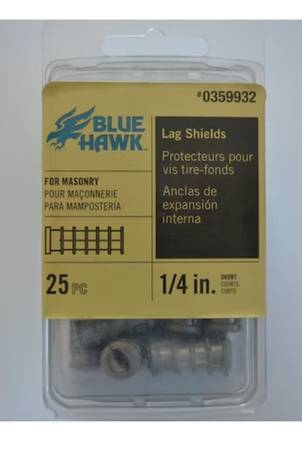 #0359932
BLUE
HAWK
Lag Shields
Protecteurs pour
vis tire-fonds
Anclas de
expansión
interna
FOR MASONRY
POUR MAÇONNERIE
PARA MAMPOSTERÍA
25 PC
1/4 in.
SHORT
COURTS
CORTO